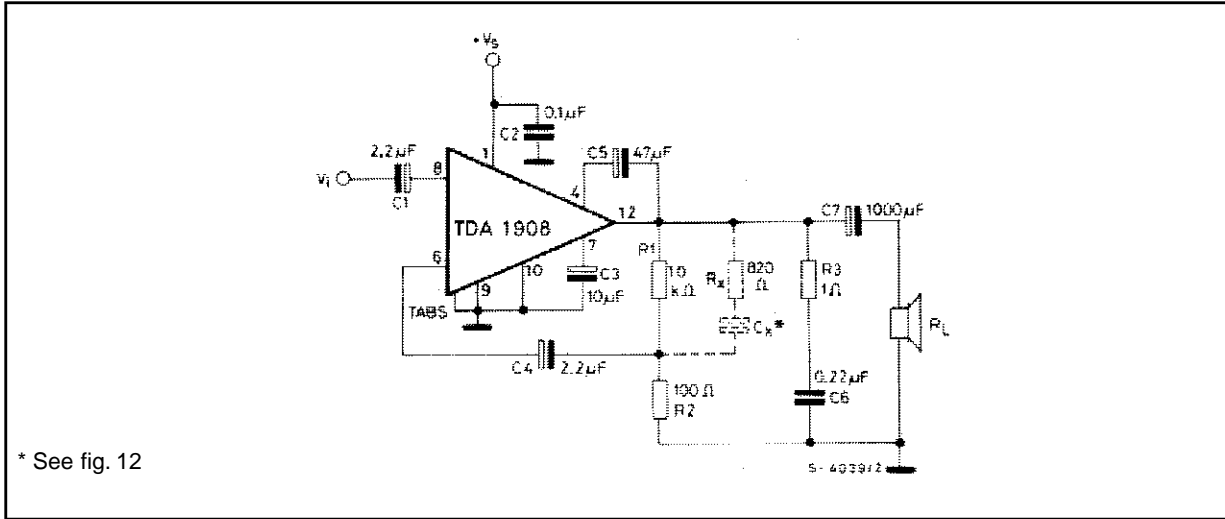 +Vs
0.1µF
C2
2.2µF
1
C5
47µF
Vi
8
C1
4
TDA 1908
12
C7
1000µF
7
R1
6
10
C3
10
kΩ
Rx
820
Ω
R3
1Ω
9
10µF
TABS
Cx*
RL
C4
2.2µF
100Ω
R2
0.22µF
C6
* See fig. 12
S-4039/2